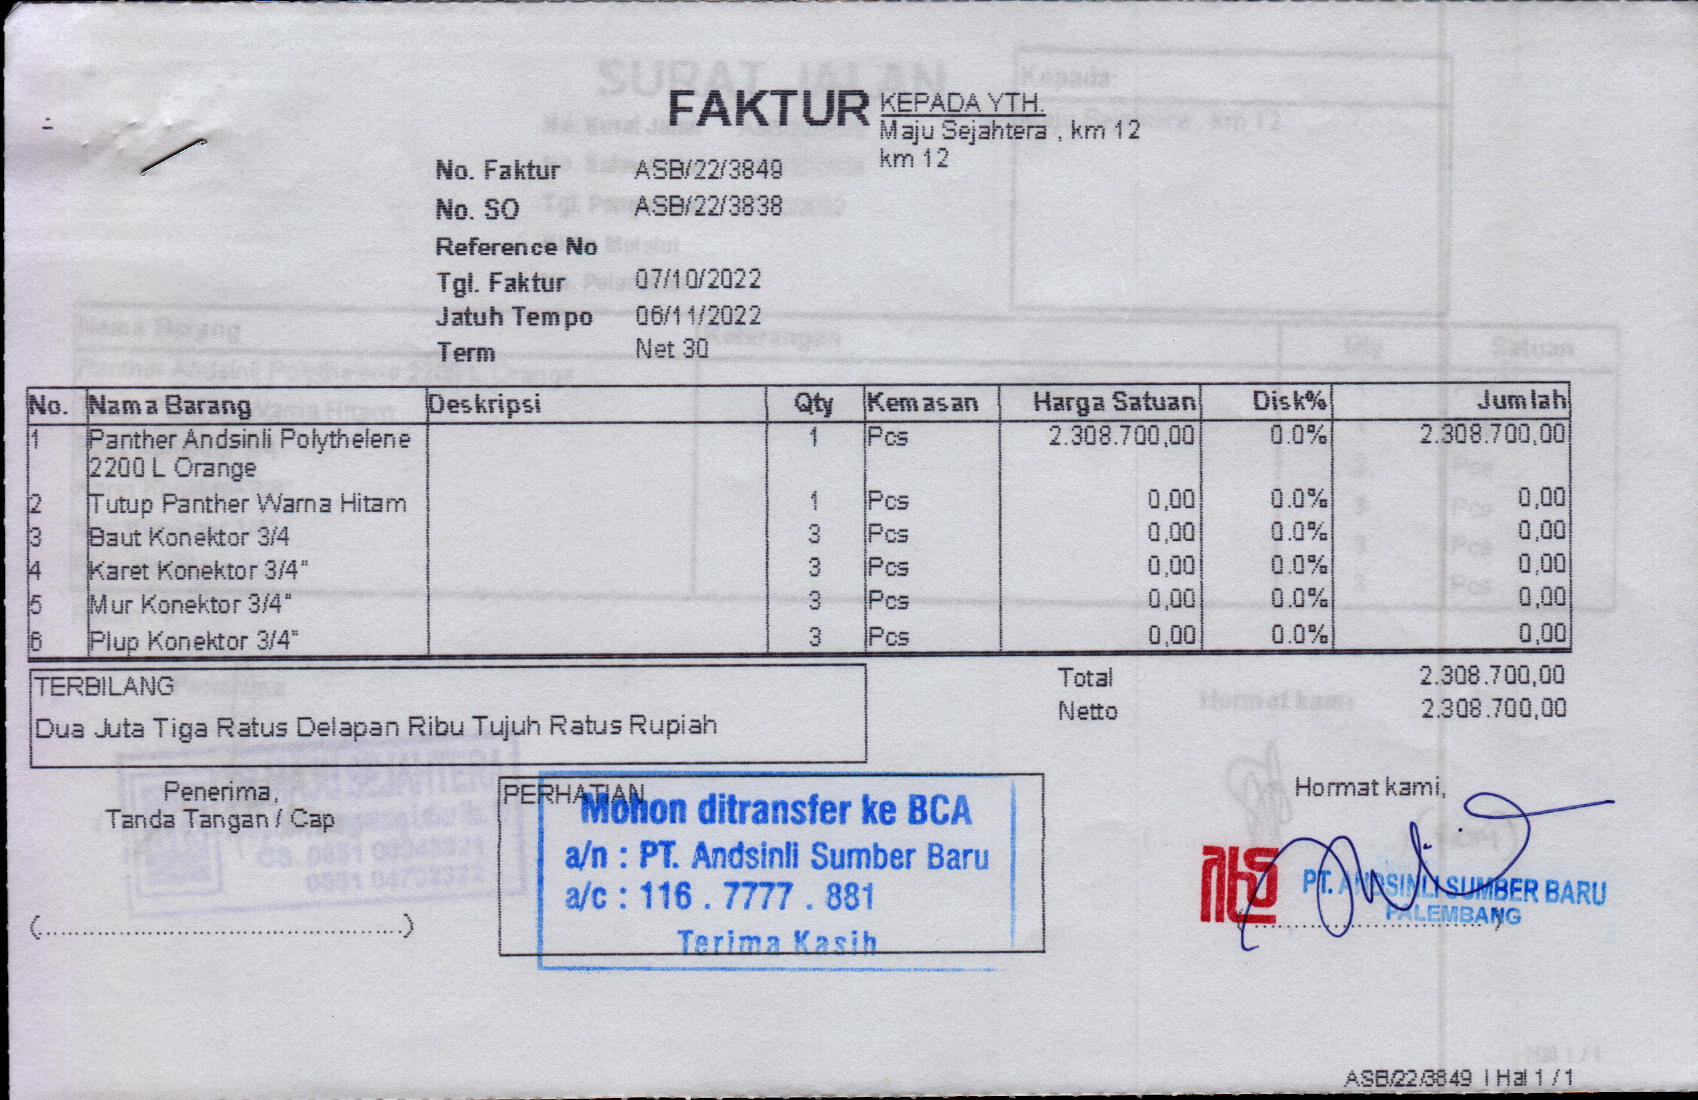 FAKTUR
KEPADA YTH.
Maju Sejahtera , km 12
km 12
No. Faktur ASB/22/3849
No. SO ASB/22/3838
Reference No
Tgl. Faktur 07/10/2022
Jatuh Tempo 06/11/2022
Term Net 30
No. Nama Barang Deskripsi Qty Kemasan Harga Satuan Disk% Jumlah
1 Panther Andsinli Polythelene 1 Pcs 2.308.700,00 0.0% 2.308.700,00
2200 L Orange
2 Tutup Panther Warna Hitam 1 Pcs 0,00 0.0% 0,00
3 Baut Konektor 3/4 3 Pcs 0,00 0.0% 0,00
4 Karet Konektor 3/4" 3 Pcs 0,00 0.0% 0,00
5 Mur Konektor 3/4" 3 Pcs 0,00 0.0% 0,00
6 Plup Konektor 3/4" 3 Pcs 0,00 0.0% 0,00
Total 2.308.700,00
Netto 2.308.700,00
TERBILANG
Dua Juta Tiga Ratus Delapan Ribu Tujuh Ratus Rupiah
Penerima,
Tanda Tangan / Cap
(..........................................................)
PERHATIAN
Mohon ditransfer ke BCA
a/n : PT. Andsinli Sumber Baru
a/c : 116 . 7777 . 881
Terima Kasih
Hormat kami,
PT. ANDSINLI SUMBER BARU
PALEMBANG
ASB/22/3849 | Hal 1 / 1